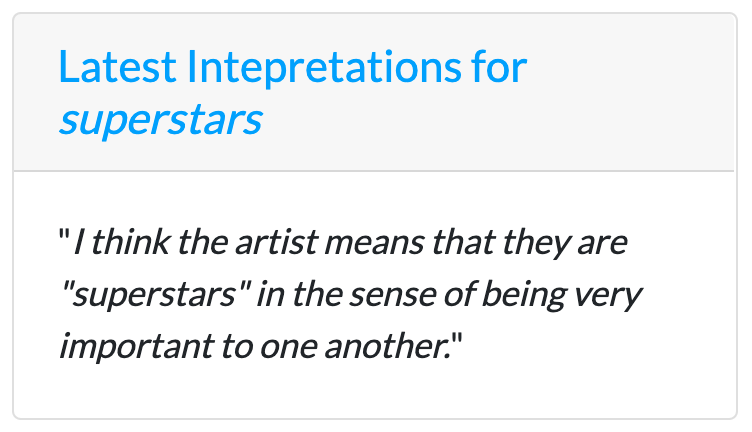 Latest Intepretations for
superstars
"I think the artist means that they are
"superstars" in the sense of being very
important to one another."